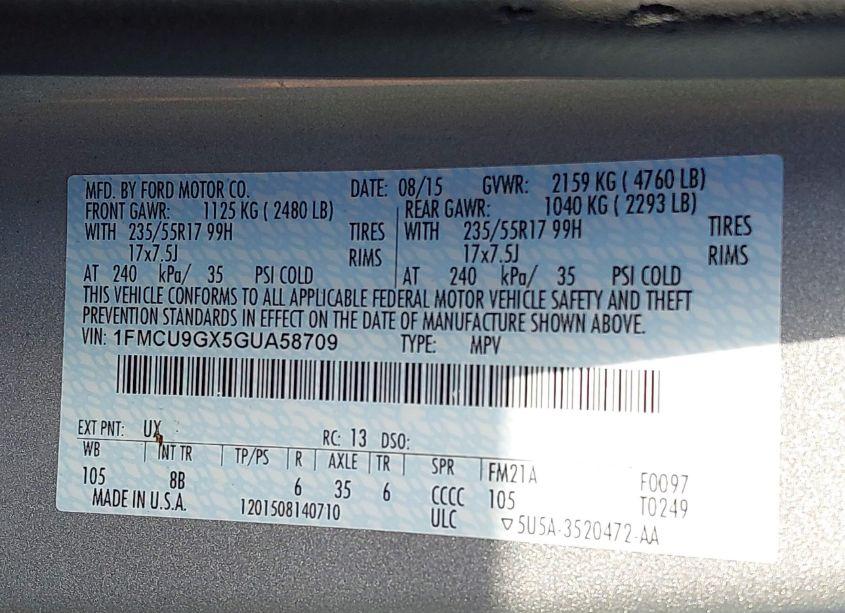 MFD. BY FORD MOTOR CO. DATE: 08/15 GVWR: 2159 KG ( 4760 LB)
FRONT GAWR: 1125 KG ( 2480 LB) REAR GAWR: 1040 KG ( 2293 LB)
WITH 235/55R17 99H TIRES WITH 235/55R17 99H TIRES
17x7.5J RIMS 17x7.5J RIMS
AT 240 kPa/ 35 PSI COLD AT 240 kPa/ 35 PSI COLD
THIS VEHICLE CONFORMS TO ALL APPLICABLE FEDERAL MOTOR VEHICLE SAFETY AND THEFT
PREVENTION STANDARDS IN EFFECT ON THE DATE OF MANUFACTURE SHOWN ABOVE.
VIN: 1FMCU9GX5GUA58709 TYPE: MPV
EXT PNT: UX RC: 13 DSO:
WB INT TR TP/PS R AXLE TR SPR FM21A F0097
105 8B 6 35 6 CCCC 105 T0249
MADE IN U.S.A. 1201508140710 ULC ▽5U5A-3520472-AA